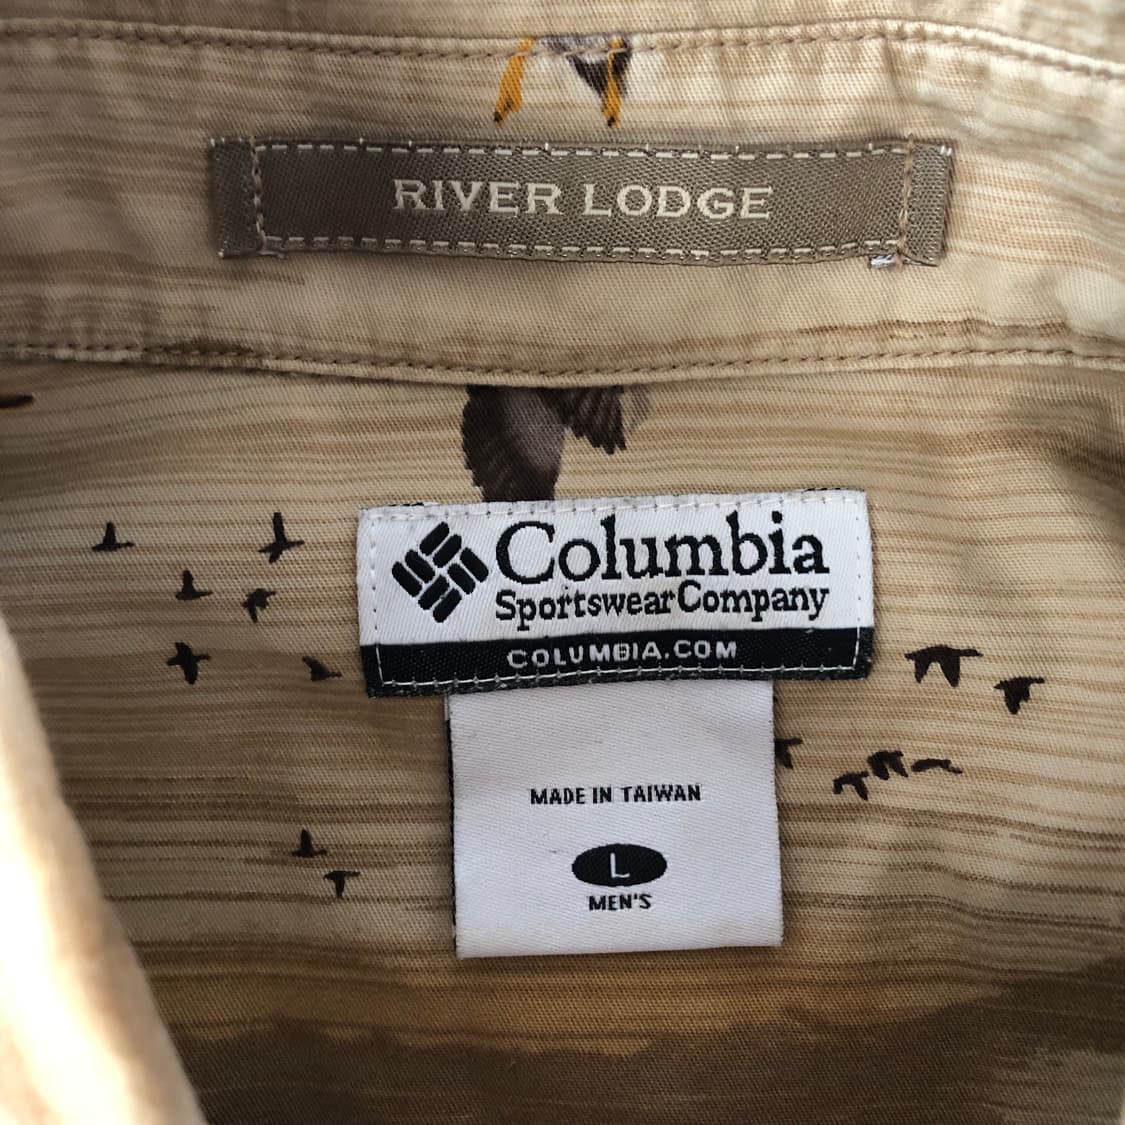 RIVER LODGE
Columbia
Sportswear Company
COLUMBIA.COM
MADE IN TAIWAN
L
MEN'S